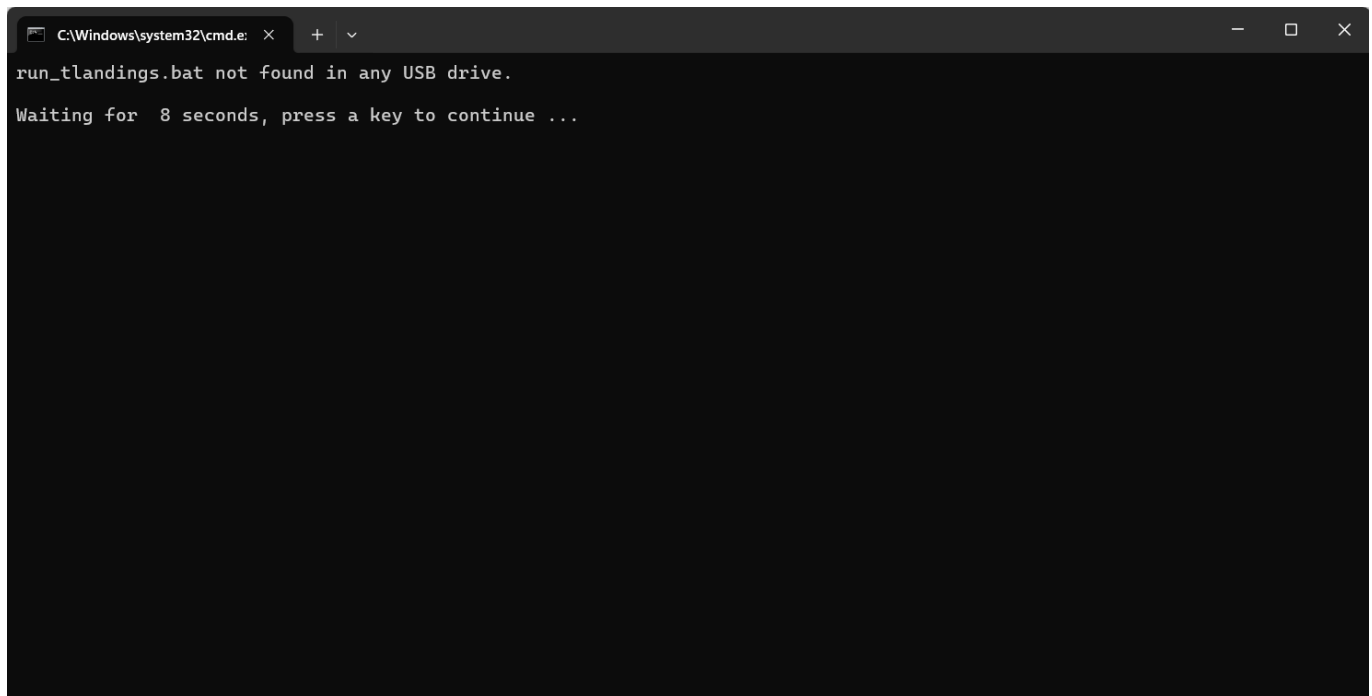 C:\Windows\system32\cmd.e:
run_tlandings.bat not found in any USB drive.
Waiting for  8 seconds, press a key to continue ...